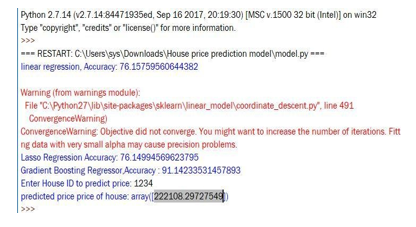 Python 2.7.14 (v2.7.14:84471935ed, Sep 16 2017, 20:19:30) [MSC v.1500 32 bit (Intel)] on win32
Type "copyright", "credits" or "license()" for more information.
>>>
=== RESTART: C:\Users\sys\Downloads\House price prediction model\model.py ===
linear regression, Accuracy: 76.15759560644382
Warning (from warnings module):
File "C:\Python27\lib\site-packages\sklearn\linear_model\coordinate_descent.py", line 491
ConvergenceWarning)
ConvergenceWarning: Objective did not converge. You might want to increase the number of iterations. Fitt
ng data with very small alpha may cause precision problems.
Lasso Regression Accuracy: 76.14994569623795
Gradient Boosting Regressor,Accuracy : 91.14233531457893
Enter House ID to predict price: 1234
predicted price price of house: array([222108.29727549])
>>>